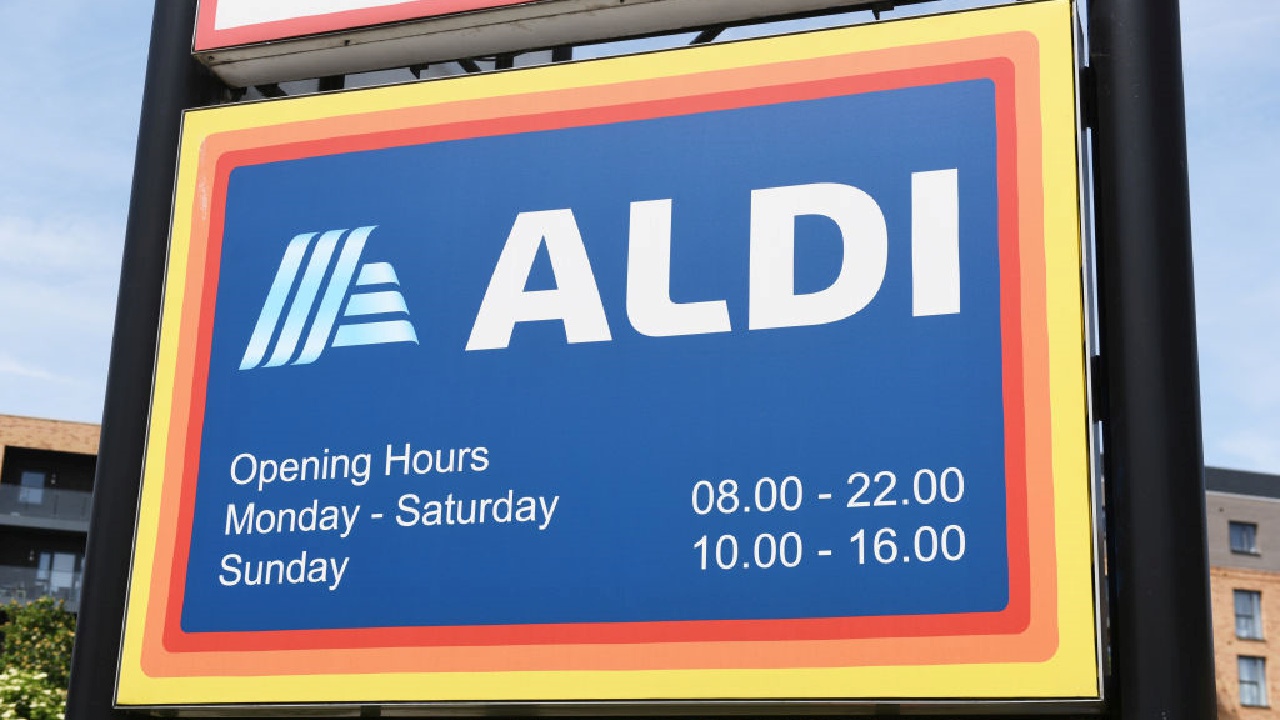 ALDI
Opening Hours
Monday - Saturday 08.00 - 22.00
Sunday 10.00 - 16.00